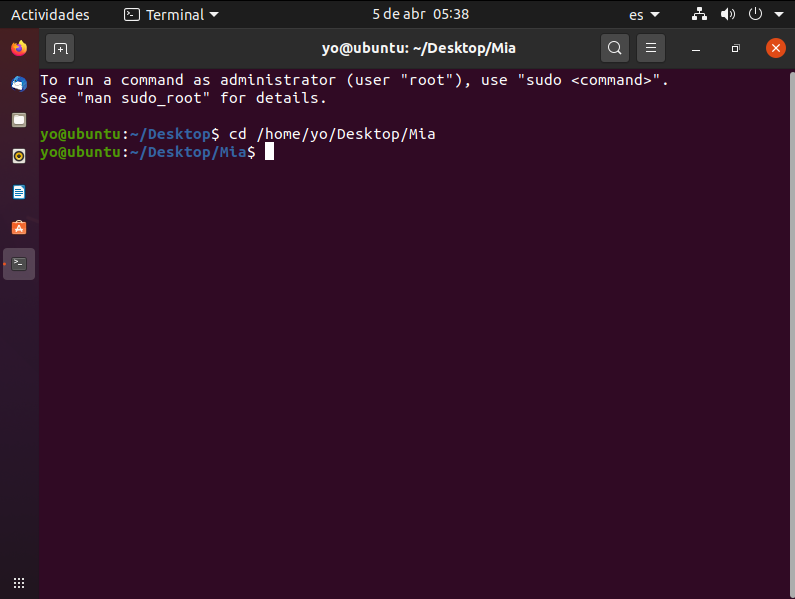 Actividades Terminal 5 de abr 05:38 es
yo@ubuntu: ~/Desktop/Mia
To run a command as administrator (user "root"), use "sudo <command>".
See "man sudo_root" for details.
yo@ubuntu:~/Desktop$ cd /home/yo/Desktop/Mia
yo@ubuntu:~/Desktop/Mia$